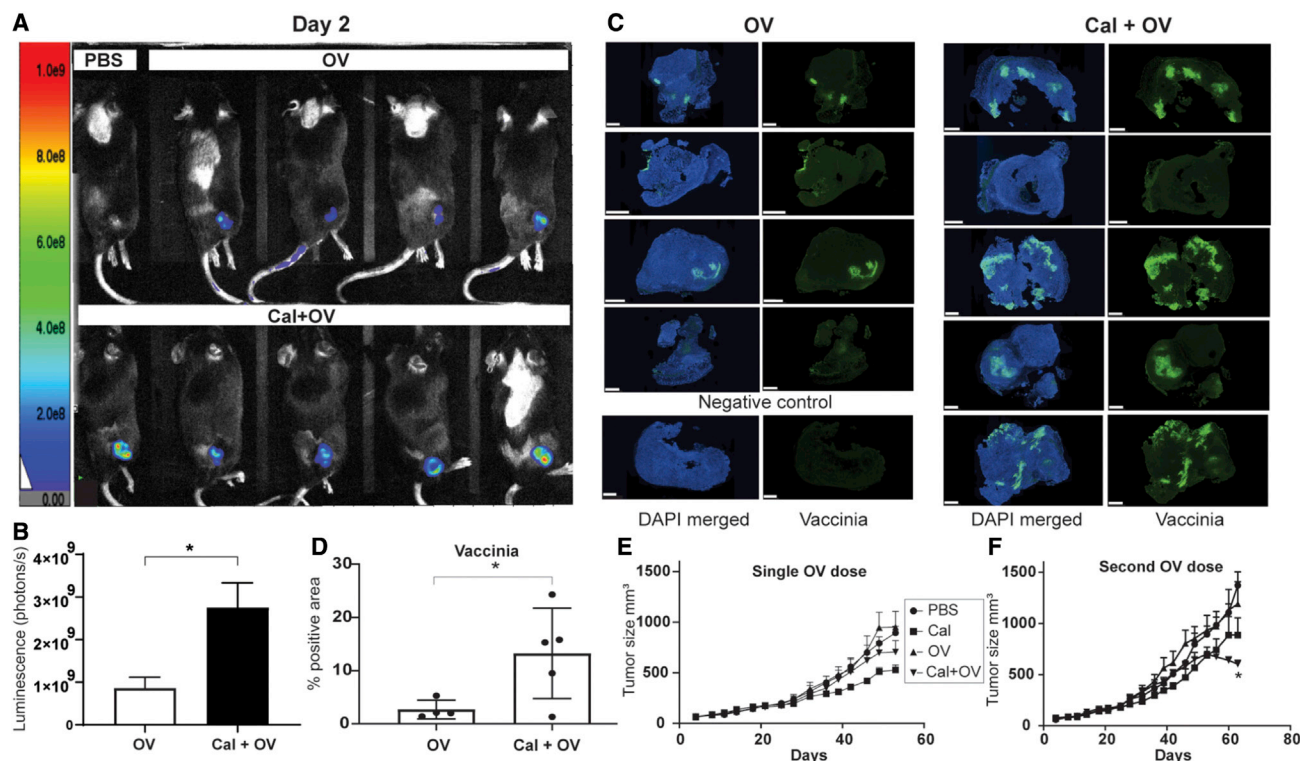 A
Day 2
PBS
OV
1.0e9
8.0e8
6.0e8
4.0e8
2.0e8
0.00
Cal+OV
C
OV
Cal + OV
Negative control
DAPI merged
Vaccinia
DAPI merged
Vaccinia
B
Luminescence (photons/s)
4×10⁹
3×10⁹
2×10⁹
1×10⁹
0
*
OV
Cal + OV
D
Vaccinia
% positive area
30
20
10
0
*
OV
Cal + OV
E
Single OV dose
Tumor size mm³
1500
1000
500
0
0
20
40
60
Days
PBS
Cal
OV
Cal+OV
F
Second OV dose
Tumor size mm³
1500
1000
500
0
*
0
20
40
60
80
Days